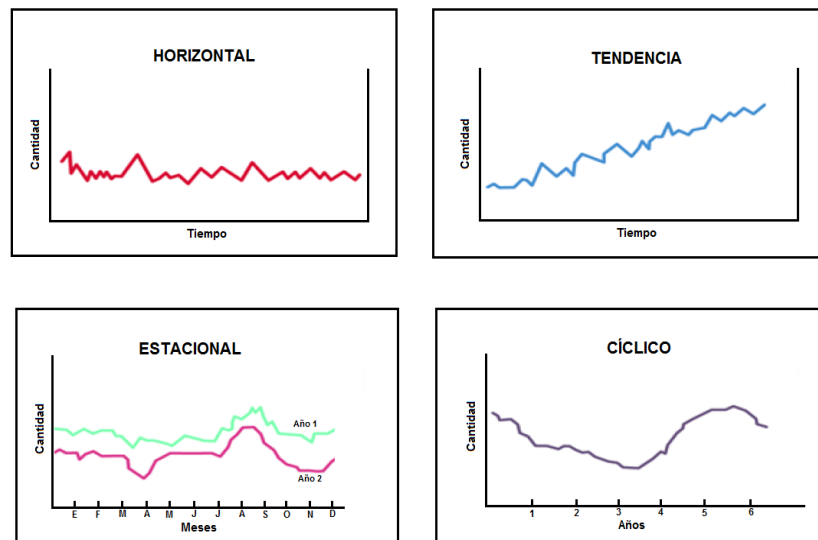 HORIZONTAL
Cantidad
Tiempo
TENDENCIA
Cantidad
Tiempo
ESTACIONAL
Cantidad
Año 1
Año 2
E F M A M J J A S O N D
Meses
CÍCLICO
Cantidad
1 2 3 4 5 6
Años